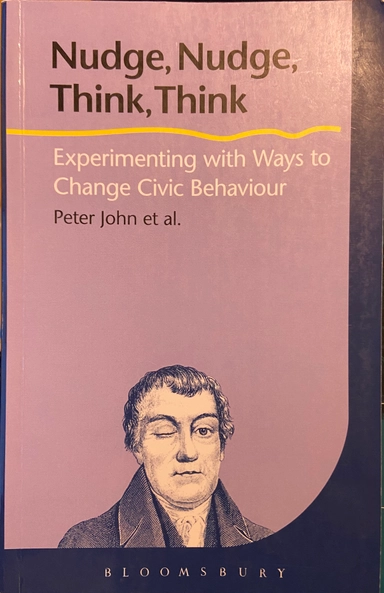 Nudge, Nudge,
Think, Think
Experimenting with Ways to
Change Civic Behaviour
Peter John et al.
BLOOMSBURY